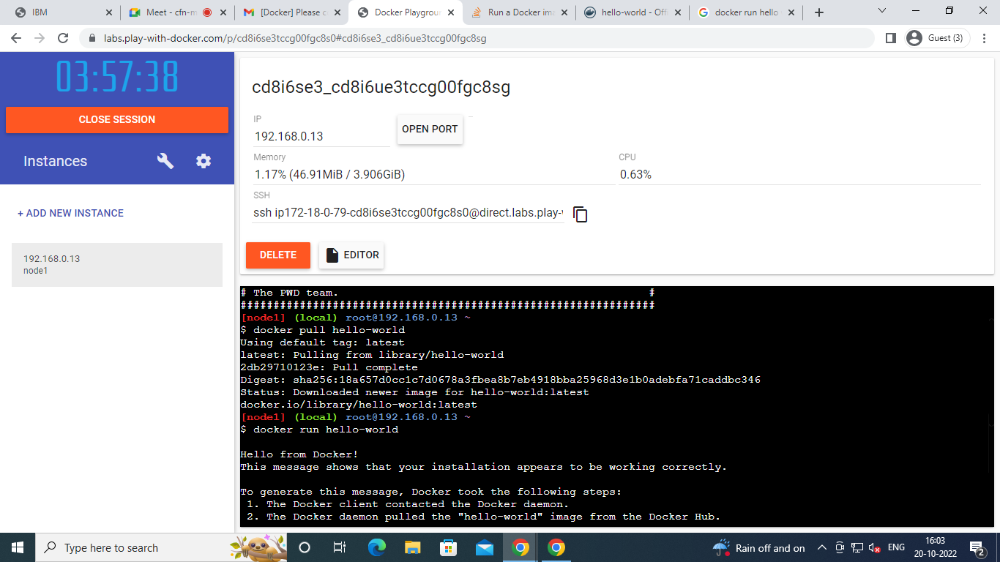 IBM
Meet - cfn-m
[Docker] Please c
Docker Playgroun
Run a Docker ima
hello-world - Offi
docker run hello
labs.play-with-docker.com/p/cd8i6se3tccg00fgc8s0#cd8i6se3_cd8i6ue3tccg00fgc8sg
Guest (3)
03:57:38
CLOSE SESSION
Instances
+ ADD NEW INSTANCE
192.168.0.13
node1
cd8i6se3_cd8i6ue3tccg00fgc8sg
IP
192.168.0.13
OPEN PORT
Memory
1.17% (46.91MiB / 3.906GiB)
CPU
0.63%
SSH
ssh ip172-18-0-79-cd8i6se3tccg00fgc8s0@direct.labs.play-w
DELETE
EDITOR
# The PWD team. #
###############################################################
[node1] (local) root@192.168.0.13 ~
$ docker pull hello-world
Using default tag: latest
latest: Pulling from library/hello-world
2db29710123e: Pull complete
Digest: sha256:18a657d0cc1c7d0678a3fbea8b7eb4918bba25968d3e1b0adebfa71caddbc346
Status: Downloaded newer image for hello-world:latest
docker.io/library/hello-world:latest
[node1] (local) root@192.168.0.13 ~
$ docker run hello-world
Hello from Docker!
This message shows that your installation appears to be working correctly.
To generate this message, Docker took the following steps:
1. The Docker client contacted the Docker daemon.
2. The Docker daemon pulled the "hello-world" image from the Docker Hub.
Type here to search
Rain off and on
ENG
16:03
20-10-2022
2